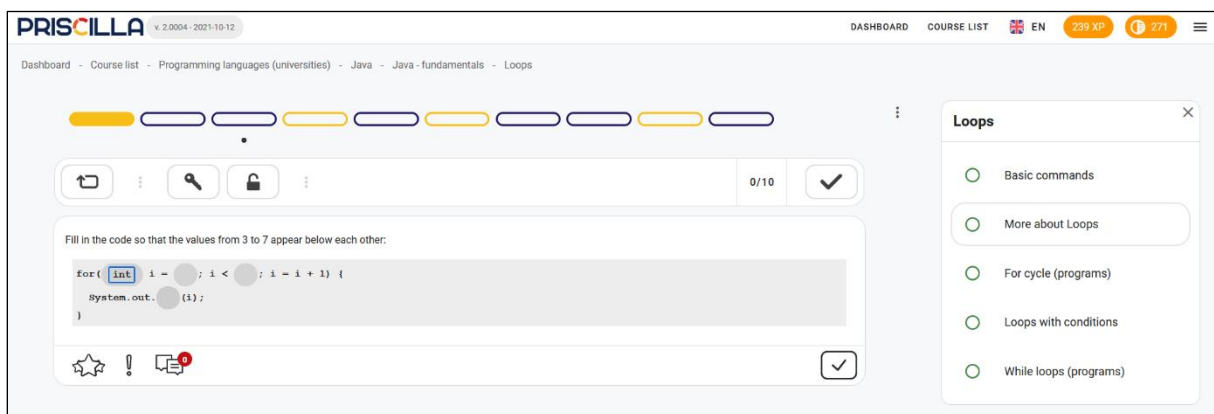 PRISCILLA v. 2.0004 - 2021-10-12 DASHBOARD COURSE LIST EN 239 XP 271
Dashboard - Course list - Programming languages (universities) - Java - Java - fundamentals - Loops
Loops
0/10
Basic commands
More about Loops
Fill in the code so that the values from 3 to 7 appear below each other:
for( int i = ; i < ; i = i + 1) {
System.out. (i);
}
For cycle (programs)
Loops with conditions
0
While loops (programs)